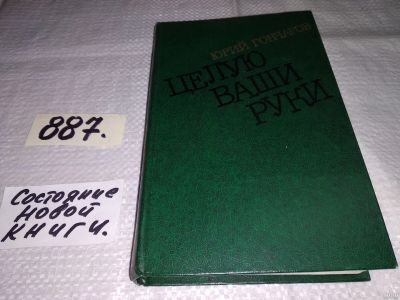 ЮРИЙ ГОНЧАРОВ
ЦЕЛУЮ
ВАШИ
РУКИ
887.
Состояние
новой
книги.